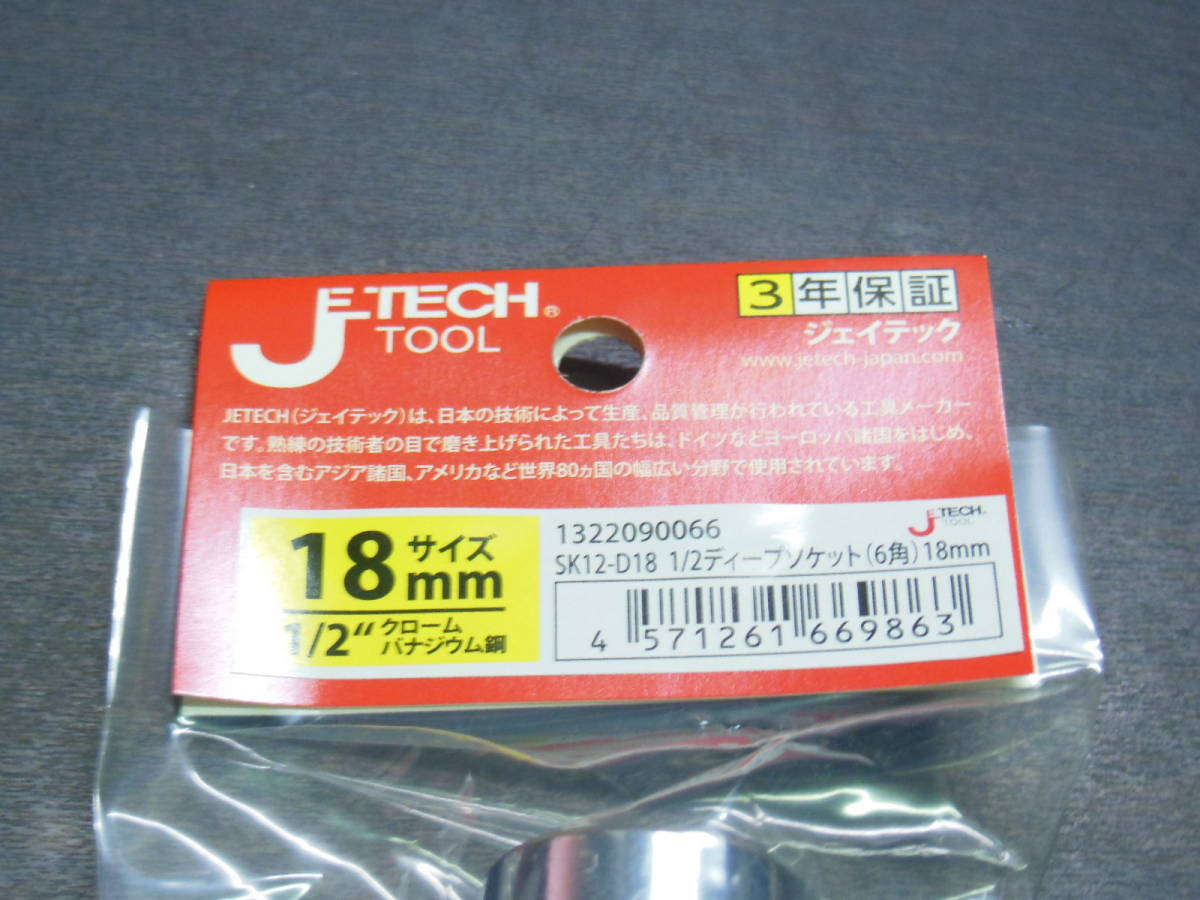 JETECH®
TOOL
3年保証
ジェイテック
www.jetech-japan.com
JETECH(ジェイテック)は、日本の技術によって生産、品質管理が行われている工具メーカー
です。熟練の技術者の目で磨き上げられた工具たちは、ドイツなどヨーロッパ諸国をはじめ、
日本を含むアジア諸国、アメリカなど世界80ヵ国の幅広い分野で使用されています。
18サイズmm
1/2“ クローム
バナジウム鋼
1322090066
JETECH
TOOL
SK12-D18 1/2ディープソケット(6角)18mm
4 571261 669863